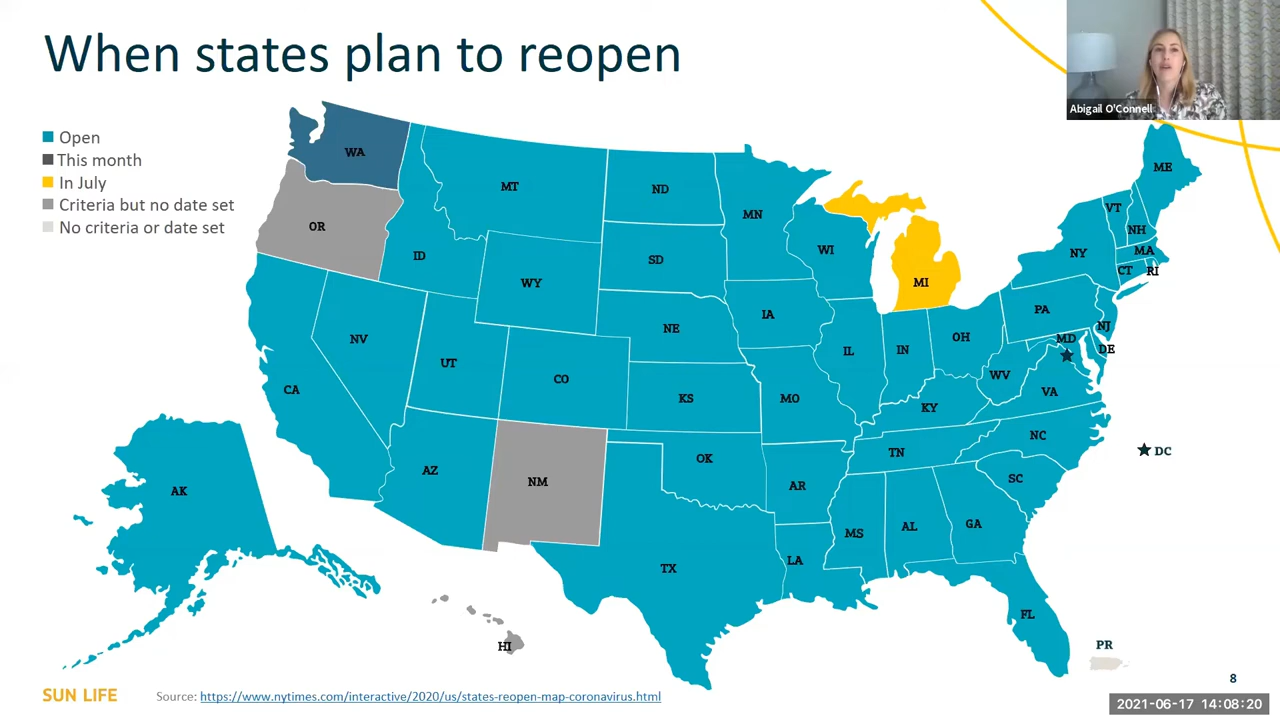 When states plan to reopen
Abigail O'Connell
Open
This month
In July
Criteria but no date set
No criteria or date set
WA
OR
CA
NV
ID
MT
WY
UT
AZ
CO
NM
ND
SD
NE
KS
OK
TX
MN
IA
MO
AR
LA
WI
IL
MI
IN
OH
KY
TN
MS
AL
GA
FL
SC
NC
VA
WV
MD
DE
PA
NJ
NY
CT
RI
MA
VT
NH
ME
DC
AK
HI
PR
8
SUN LIFE
Source: https://www.nytimes.com/interactive/2020/us/states-reopen-map-coronavirus.html
2021-06-17 14:08:20